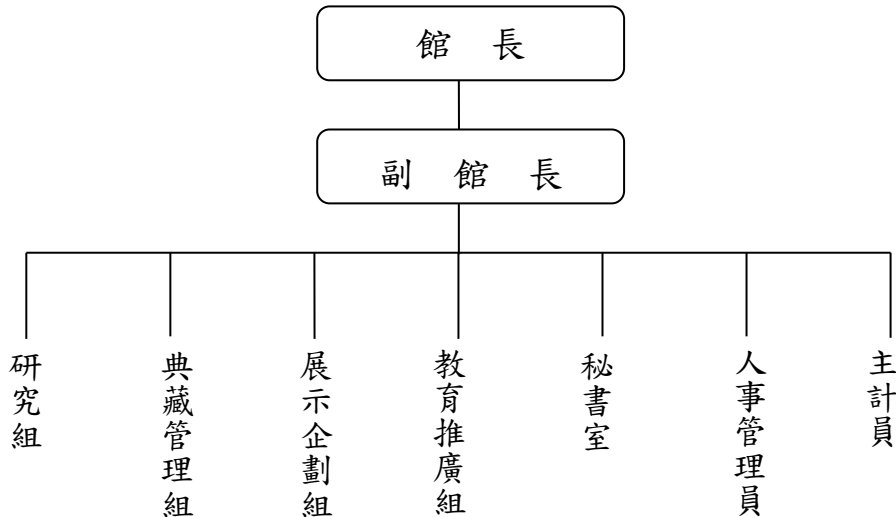 館 長
副 館 長
研究組
典藏管理組
展示企劃組
教育推廣組
秘書室
人事管理員
主計員